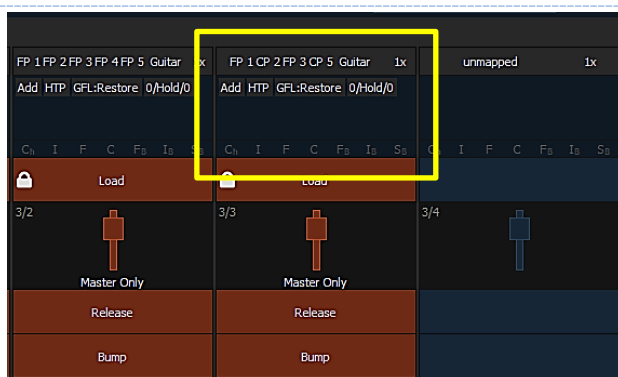 FP 1 FP 2 FP 3 FP 4 FP 5 Guitar x
FP 1 CP 2 FP 3 CP 5 Guitar 1x
unmapped 1x
Add HTP GFL:Restore 0/Hold/0
Add HTP GFL:Restore 0/Hold/0
Ch I F C FB IB SB
Ch I F C FB IB SB
Ch I F C FB IB SB
Load
Load
3/2
3/3
3/4
Master Only
Master Only
Release
Release
Bump
Bump